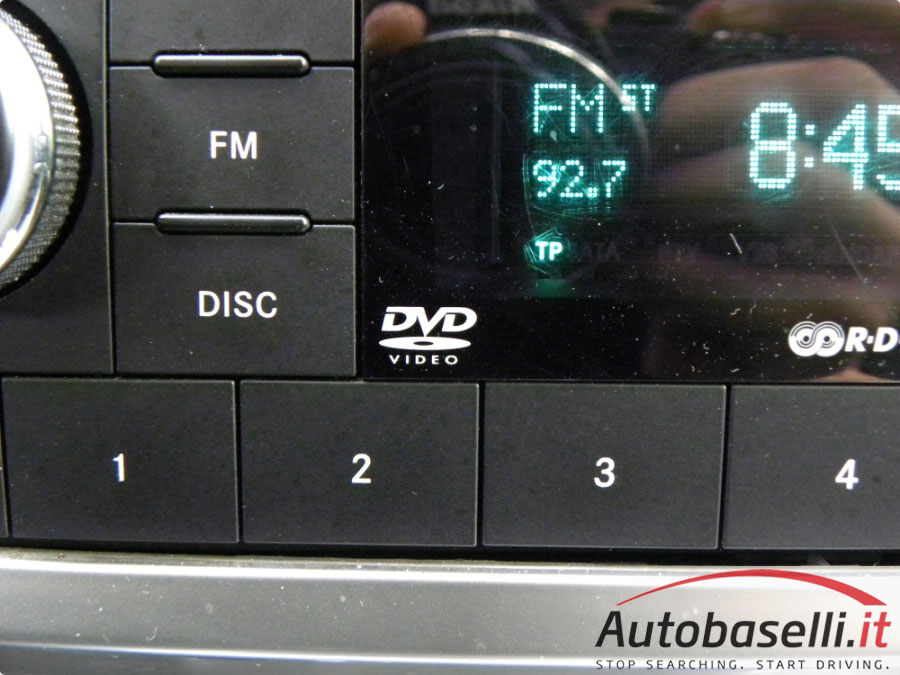 FM
DISC
FM ST
8:45
92.7
TP
DVD
VIDEO
R·D
1
2
3
4
Autobaselli.it
STOP SEARCHING. START DRIVING.